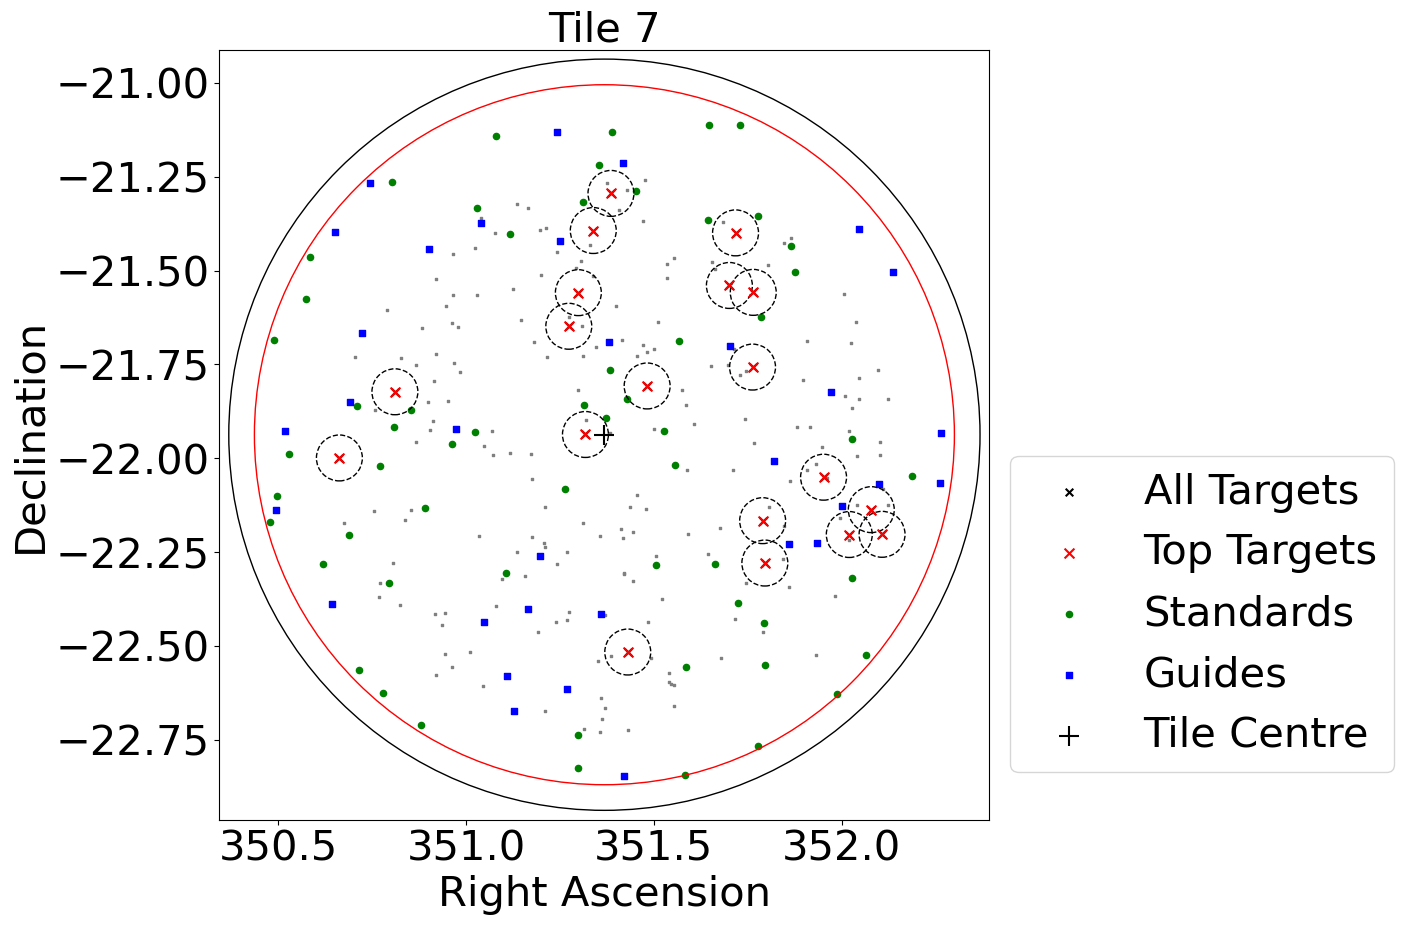 Tile 7
−21.00
−21.25
−21.50
−21.75
−22.00
−22.25
−22.50
−22.75
Declination
350.5 351.0 351.5 352.0
Right Ascension
All Targets
Top Targets
Standards
Guides
Tile Centre